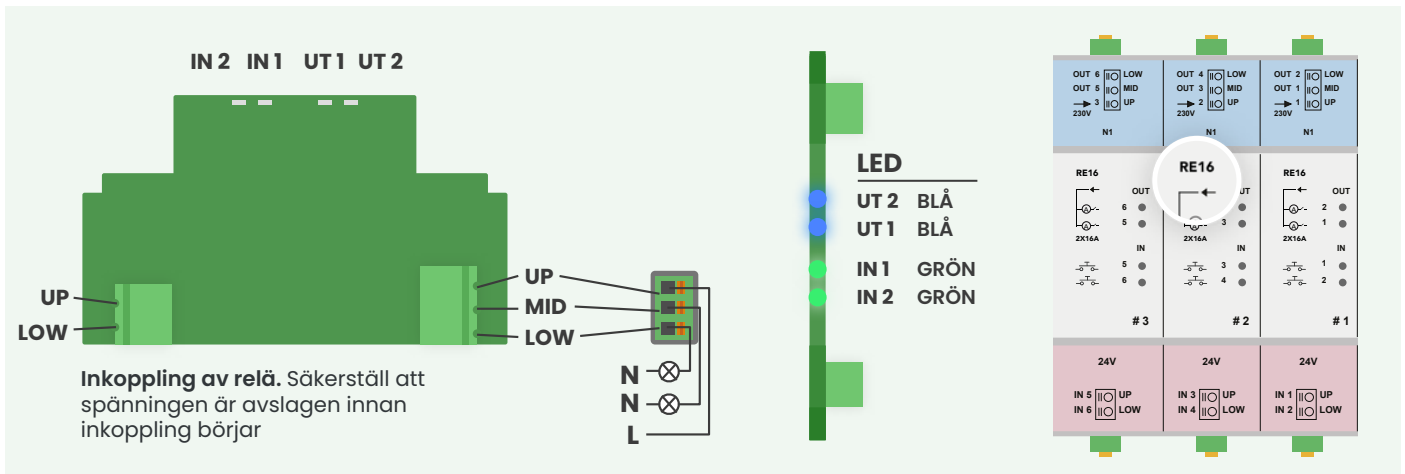 IN 2 IN 1 UT 1 UT 2
UP
LOW
UP
MID
LOW
N
N
L
Inkoppling av relä. Säkerställ att
spänningen är avslagen innan
inkoppling börjar
LED
UT 2 BLÅ
UT 1 BLÅ
IN 1 GRÖN
IN 2 GRÖN
OUT 6 LOW
OUT 5 MID
3 UP
230V
N1
OUT 4 LOW
OUT 3 MID
2 UP
230V
N1
OUT 2 LOW
OUT 1 MID
1 UP
230V
N1
RE16
OUT
6
5
A
A
2X16A
IN
5
6
# 3
RE16
UT
3
2X16A
IN
3
4
# 2
RE16
OUT
2
1
A
A
2X16A
IN
1
2
# 1
24V
IN 5 UP
IN 6 LOW
24V
IN 3 UP
IN 4 LOW
24V
IN 1 UP
IN 2 LOW